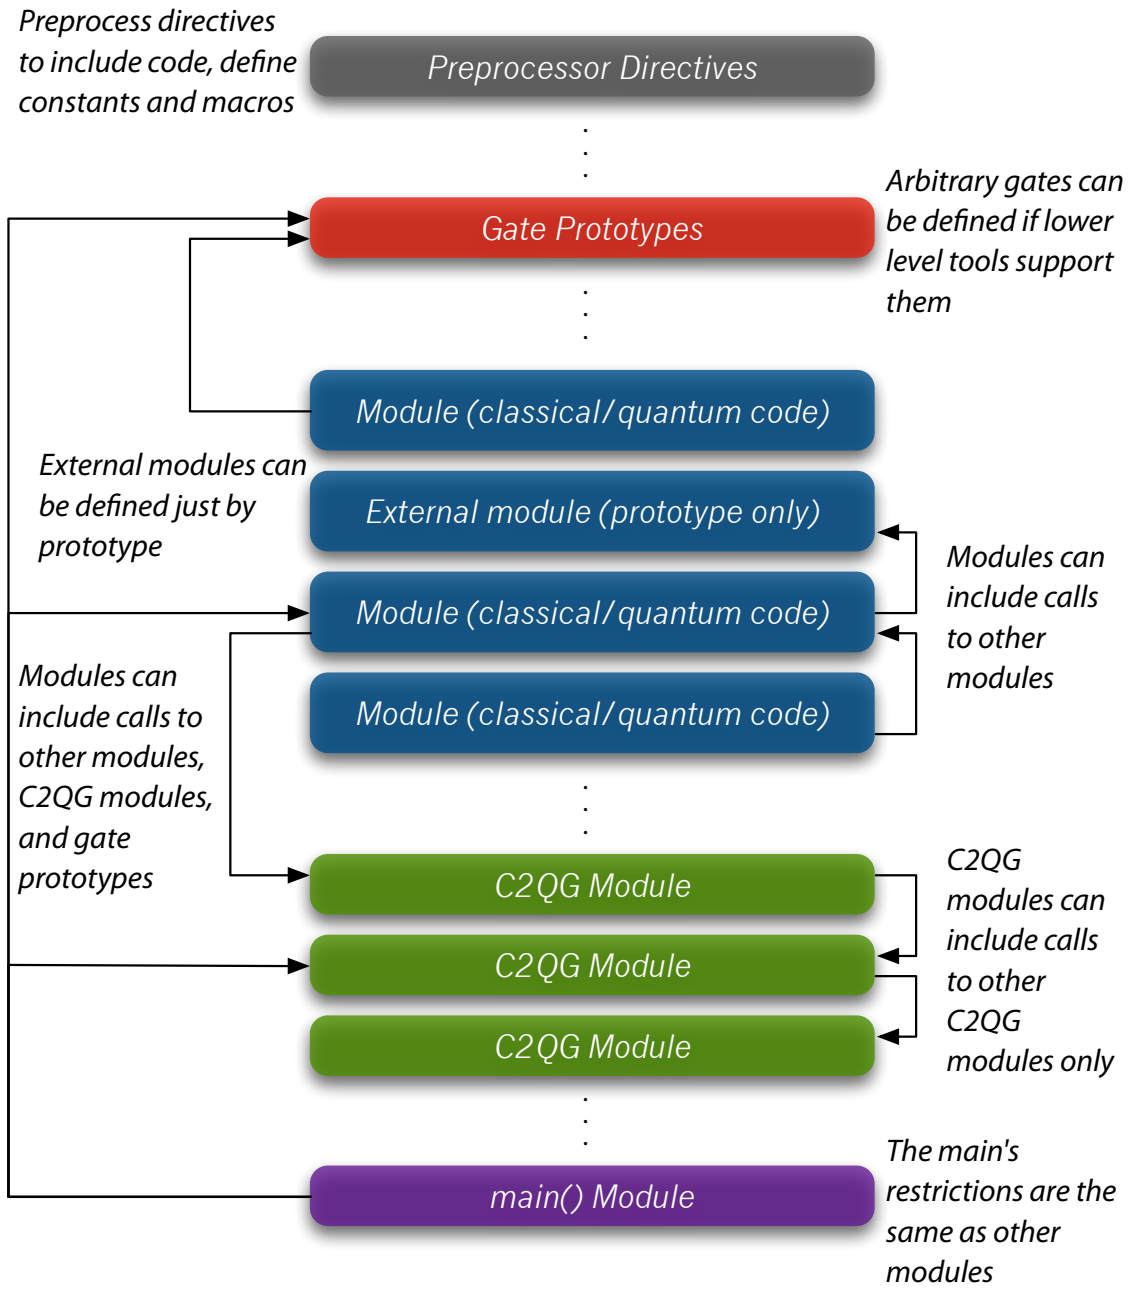 Preprocess directives
to include code, define
constants and macros
Preprocessor Directives
Gate Prototypes
Arbitrary gates can
be defined if lower
level tools support
them
Module (classical/quantum code)
External modules can
be defined just by
prototype
External module (prototype only)
Module (classical/quantum code)
Modules can
include calls
to other
modules
Modules can
include calls to
other modules,
C2QG modules,
and gate
prototypes
Module (classical/quantum code)
C2QG Module
C2QG Module
C2QG Module
C2QG
modules can
include calls
to other
C2QG
modules only
main() Module
The main's
restrictions are the
same as other
modules